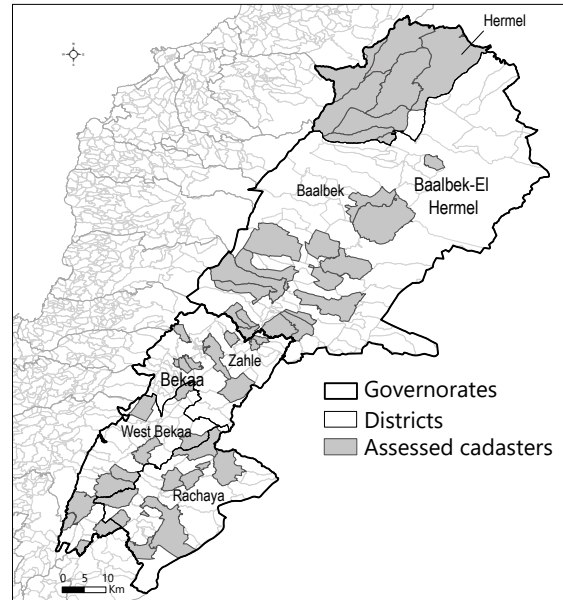 Hermel
Baalbek
Baalbek-El
Hermel
Zahle
Bekaa
West Bekaa
Rachaya
Governorates
Districts
Assessed cadasters
0 5 10
Km